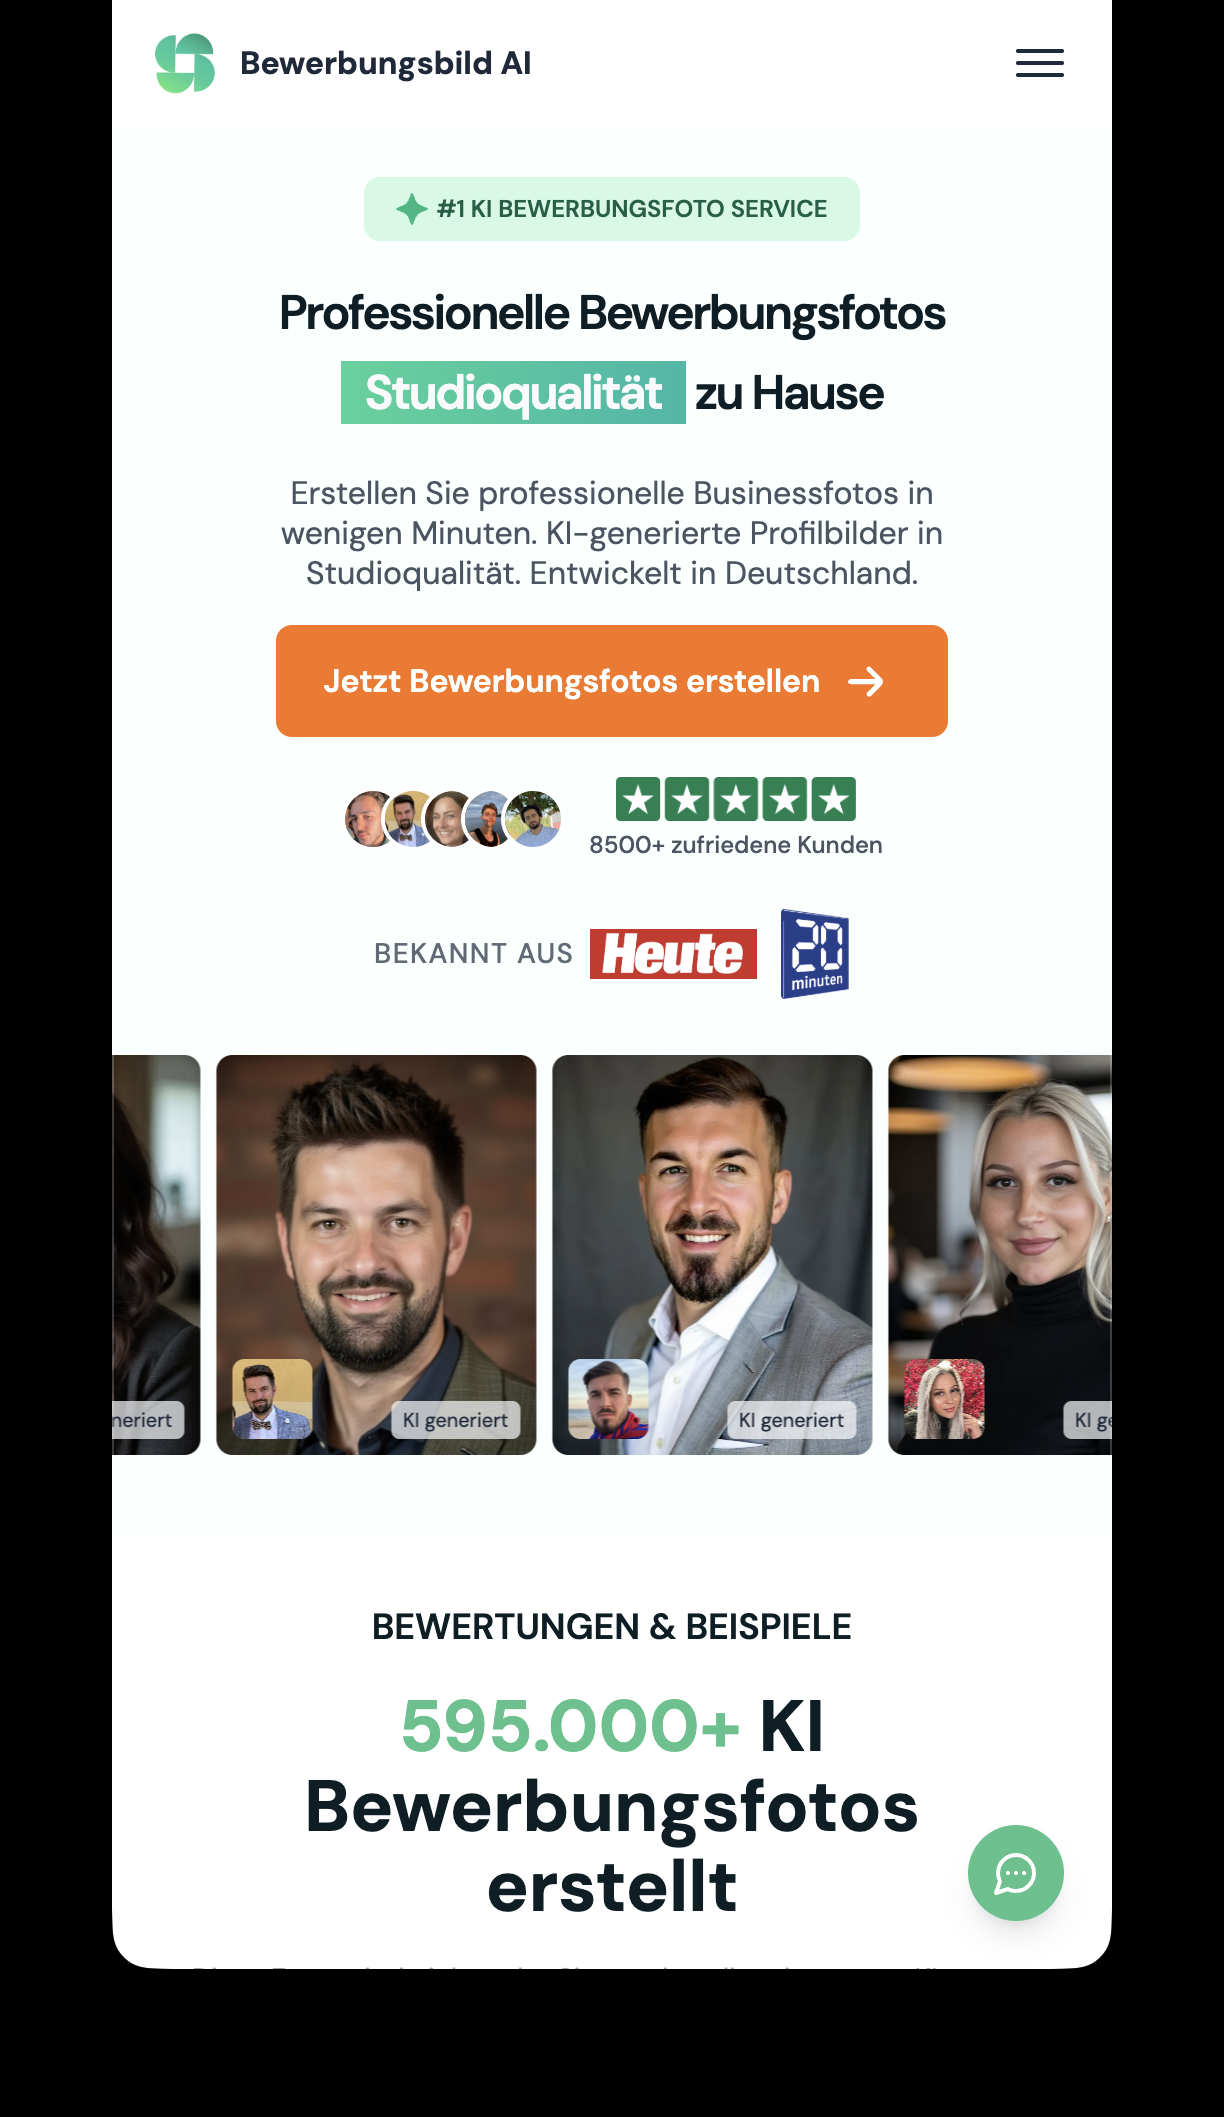 Bewerbungsbild AI
#1 KI BEWERBUNGSFOTO SERVICE
Professionelle Bewerbungsfotos
Studioqualität zu Hause
Erstellen Sie professionelle Businessfotos in
wenigen Minuten. KI-generierte Profilbilder in
Studioqualität. Entwickelt in Deutschland.
Jetzt Bewerbungsfotos erstellen
8500+ zufriedene Kunden
BEKANNT AUS Heute 20 minuten
neriert
KI generiert
KI generiert
KI ge
BEWERTUNGEN & BEISPIELE
595.000+ KI
Bewerbungsfotos
erstellt